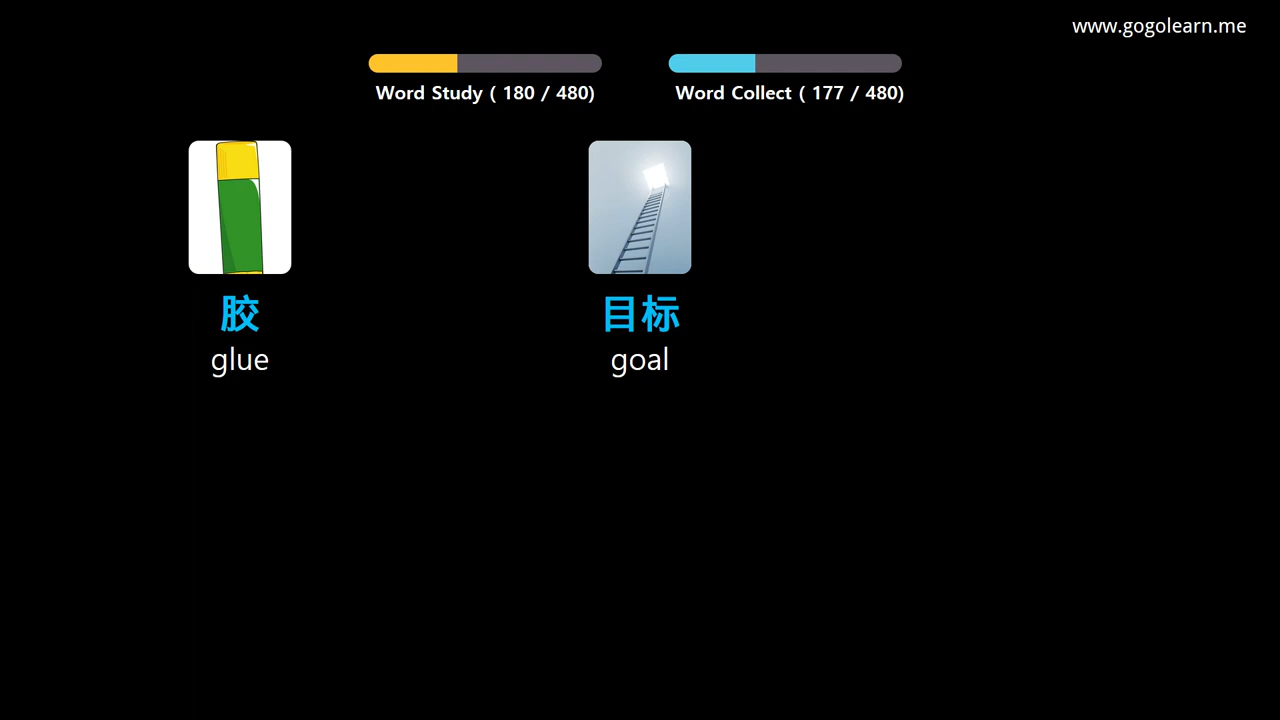 www.gogolearn.me
Word Study ( 180 / 480)
Word Collect ( 177 / 480)
胶
glue
目标
goal